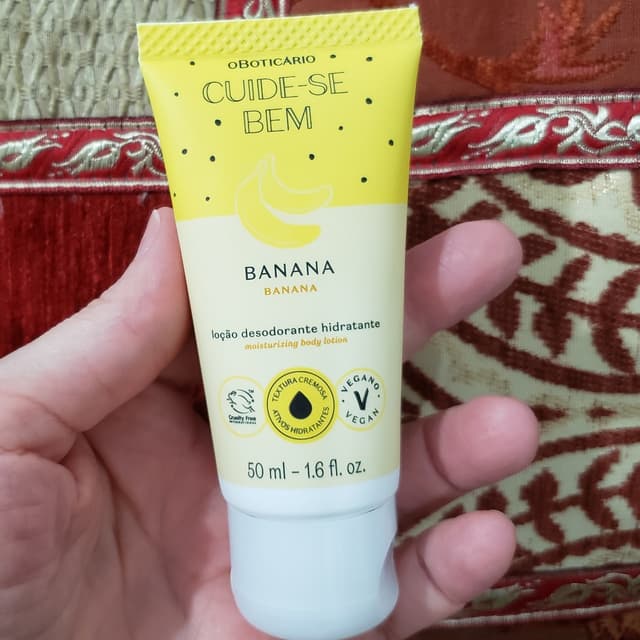 oBOTICÁRIO
CUIDE-SE
BEM
BANANA
BANANA
loção desodorante hidratante
moisturizing body lotion
Cruelty Free
TEXTURA CREMOSA
ATIVOS HIDRATANTES
VEGANO
V
VEGAN
50 ml - 1.6 fl. oz.